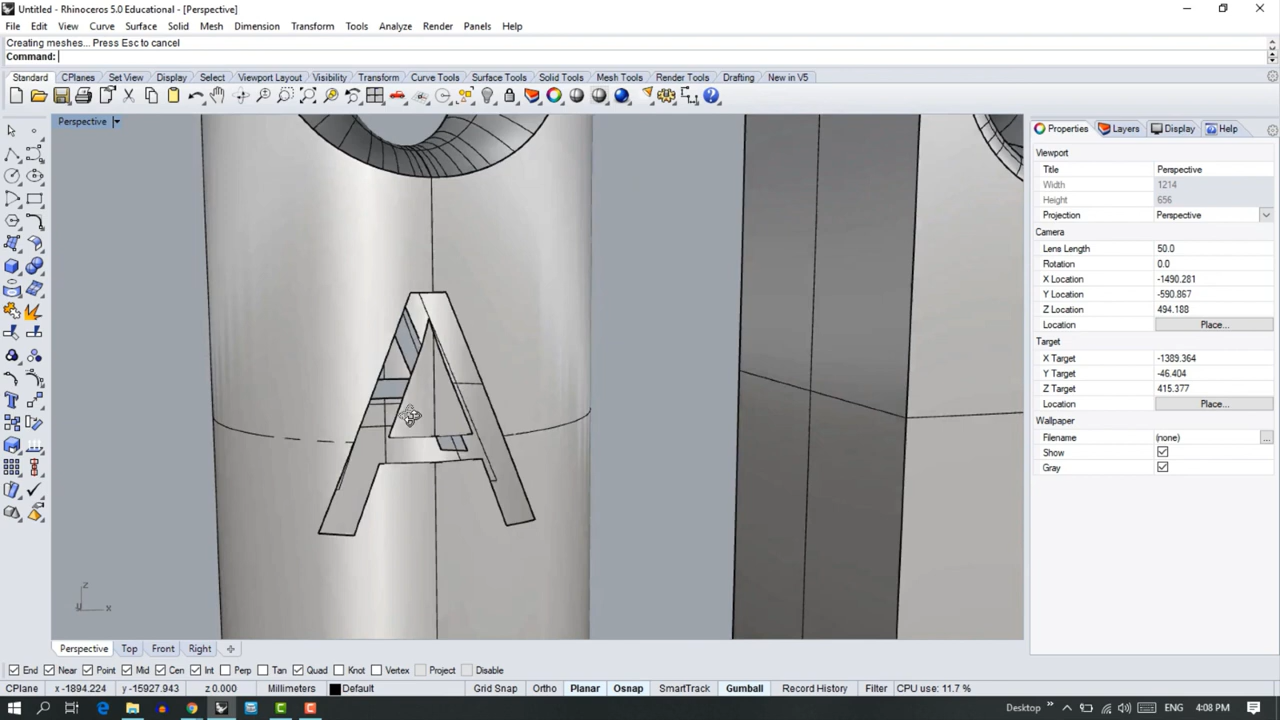 Untitled - Rhinoceros 5.0 Educational - [Perspective]
File Edit View Curve Surface Solid Mesh Dimension Transform Tools Analyze Render Panels Help
Creating meshes... Press Esc to cancel
Command:
Standard CPlanes Set View Display Select Viewport Layout Visibility Transform Curve Tools Surface Tools Solid Tools Mesh Tools Render Tools Drafting New in V5
Perspective
Properties Layers Display Help
Viewport
Title Perspective
Width 1214
Height 656
Projection Perspective
Camera
Lens Length 50.0
Rotation 0.0
X Location -1490.281
Y Location -590.867
Z Location 494.188
Location Place...
Target
X Target -1389.364
Y Target -46.404
Z Target 415.377
Location Place...
Wallpaper
Filename (none) ...
Show
Gray
A
z
x
Perspective Top Front Right
End Near Point Mid Cen Int Perp Tan Quad Knot Vertex Project Disable
CPlane x -1894.224 y -15927.943 z 0.000 Millimeters Default Grid Snap Ortho Planar Osnap SmartTrack Gumball Record History Filter CPU use: 11.7 %
Desktop ENG 4:08 PM